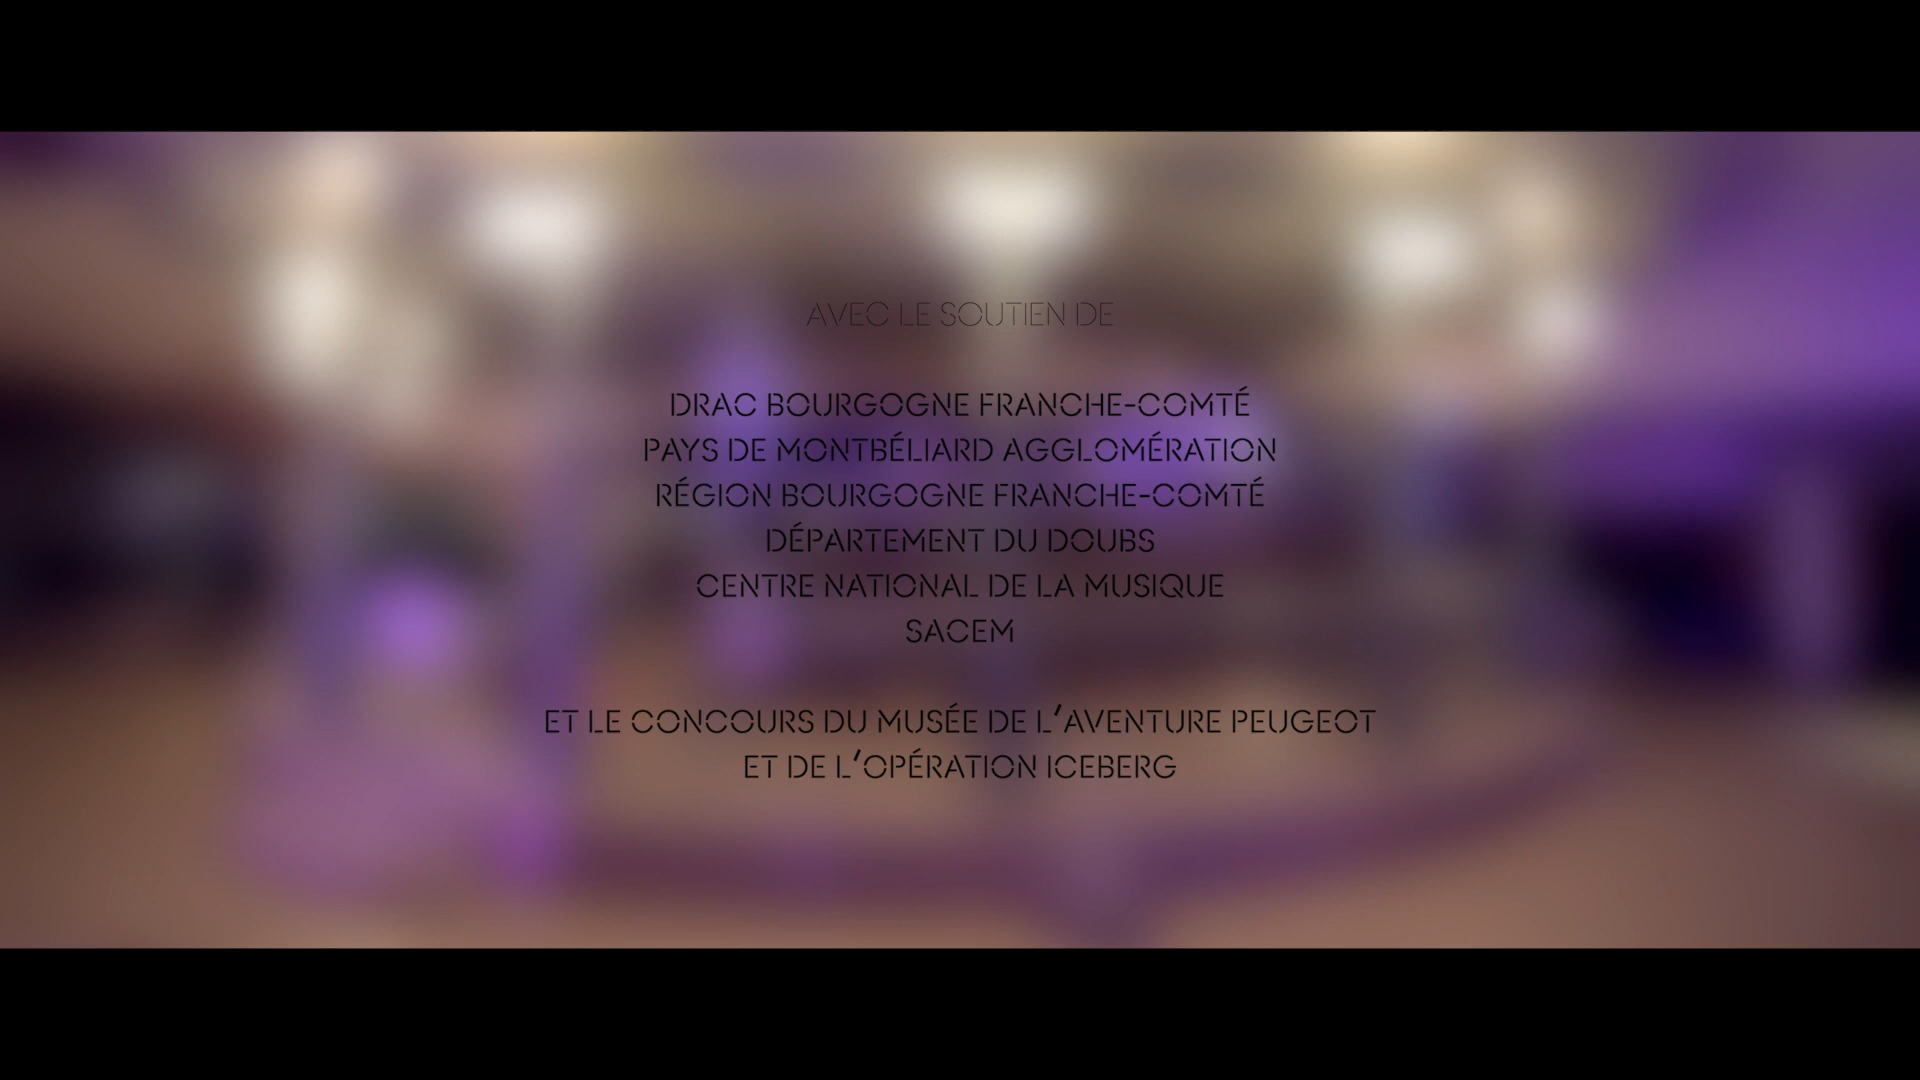 AVEC LE SOUTIEN DE
DRAC BOURGOGNE FRANCHE-COMTÉ
PAYS DE MONTBÉLIARD AGGLOMÉRATION
RÉGION BOURGOGNE FRANCHE-COMTÉ
DÉPARTEMENT DU DOUBS
CENTRE NATIONAL DE LA MUSIQUE
SACEM
ET LE CONCOURS DU MUSÉE DE L'AVENTURE PEUGEOT
ET DE L'OPÉRATION ICEBERG